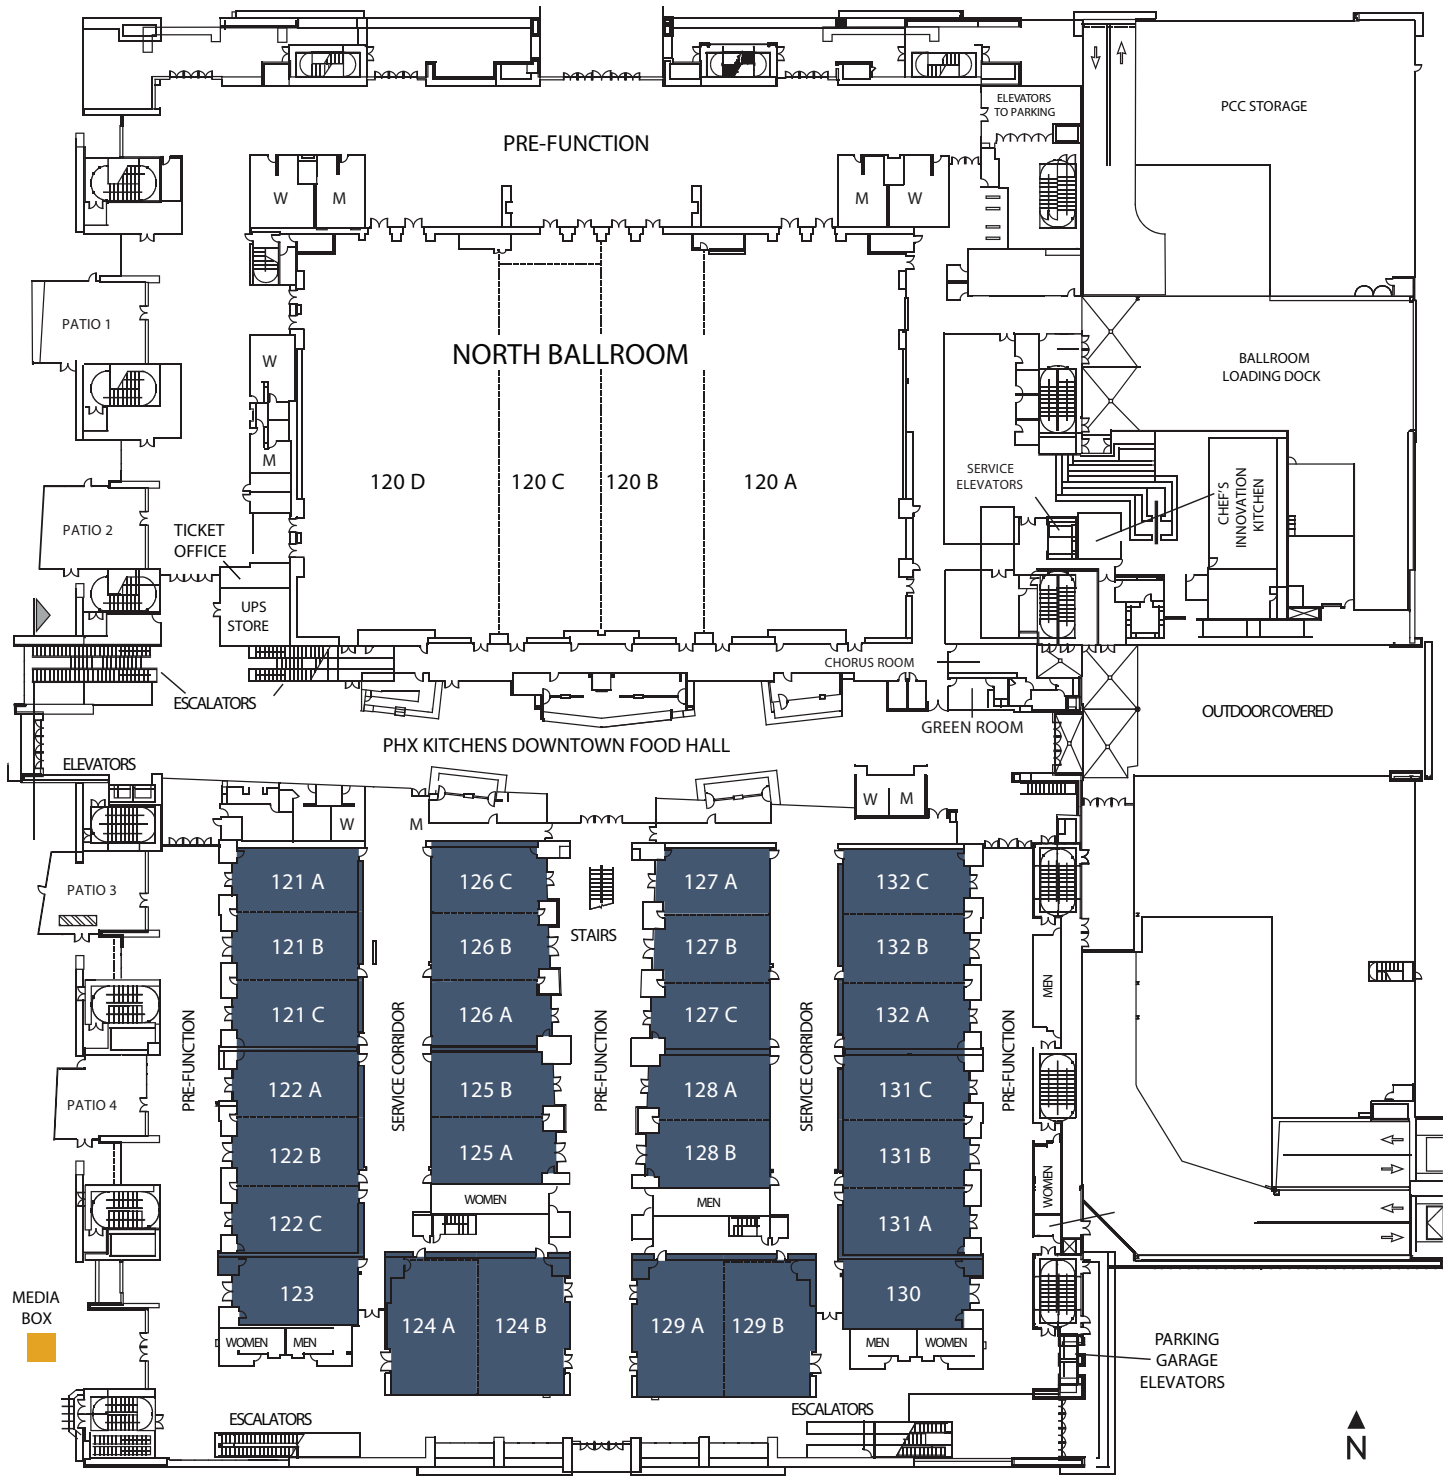 ELEVATORS
TO PARKING
PCC STORAGE
PRE-FUNCTION
W
M
M
W
PATIO 1
NORTH BALLROOM
W
BALLROOM
LOADING DOCK
M
120 D
120 C
120 B
120 A
SERVICE
ELEVATORS
CHEF'S
INNOVATION
KITCHEN
PATIO 2
TICKET
OFFICE
UPS
STORE
CHORUS ROOM
ESCALATORS
GREEN ROOM
OUTDOOR COVERED
PHX KITCHENS DOWNTOWN FOOD HALL
ELEVATORS
W
M
W
M
PATIO 3
121 A
126 C
127 A
132 C
STAIRS
121 B
126 B
127 B
132 B
MEN
121 C
126 A
127 C
132 A
PRE-FUNCTION
SERVICE CORRIDOR
PRE-FUNCTION
SERVICE CORRIDOR
PRE-FUNCTION
122 A
125 B
128 A
131 C
PATIO 4
122 B
125 A
128 B
131 B
WOMEN
WOMEN
MEN
122 C
131 A
123
130
MEDIA
BOX
124 A
124 B
129 A
129 B
WOMEN
MEN
MEN
WOMEN
PARKING
GARAGE
ELEVATORS
ESCALATORS
ESCALATORS
N